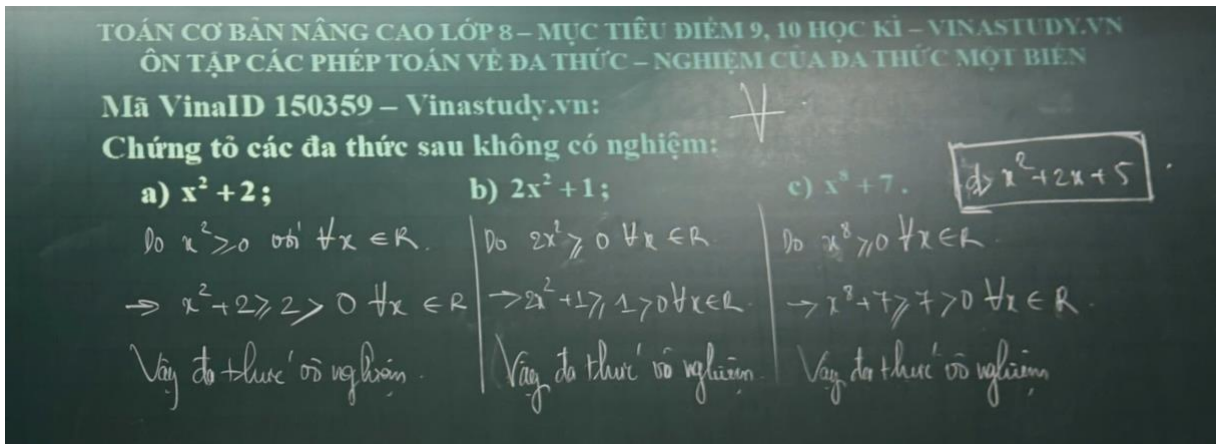 TOÁN CƠ BẢN NÂNG CAO LỚP 8 – MỤC TIÊU ĐIỂM 9, 10 HỌC KÌ – VINASTUDY.VN
ÔN TẬP CÁC PHÉP TOÁN VỀ ĐA THỨC – NGHIỆM CỦA ĐA THỨC MỘT BIẾN
Mã VinaID 150359 – Vinastudy.vn:
∀
Chứng tỏ các đa thức sau không có nghiệm:
a) x² + 2; b) 2x² + 1; c) x⁸ + 7. d) x² + 2x + 5
Do x² ⩾ 0 với ∀x ∈ R.
→ x² + 2 ⩾ 2 > 0 ∀x ∈ R
Vậy đa thức vô nghiệm.
Do 2x² ⩾ 0 ∀x ∈ R
→ 2x² + 1 ⩾ 1 > 0 ∀x ∈ R.
Vậy đa thức vô nghiệm.
Do x⁸ ⩾ 0 ∀x ∈ R.
→ x⁸ + 7 ⩾ 7 > 0 ∀x ∈ R.
Vậy đa thức vô nghiệm